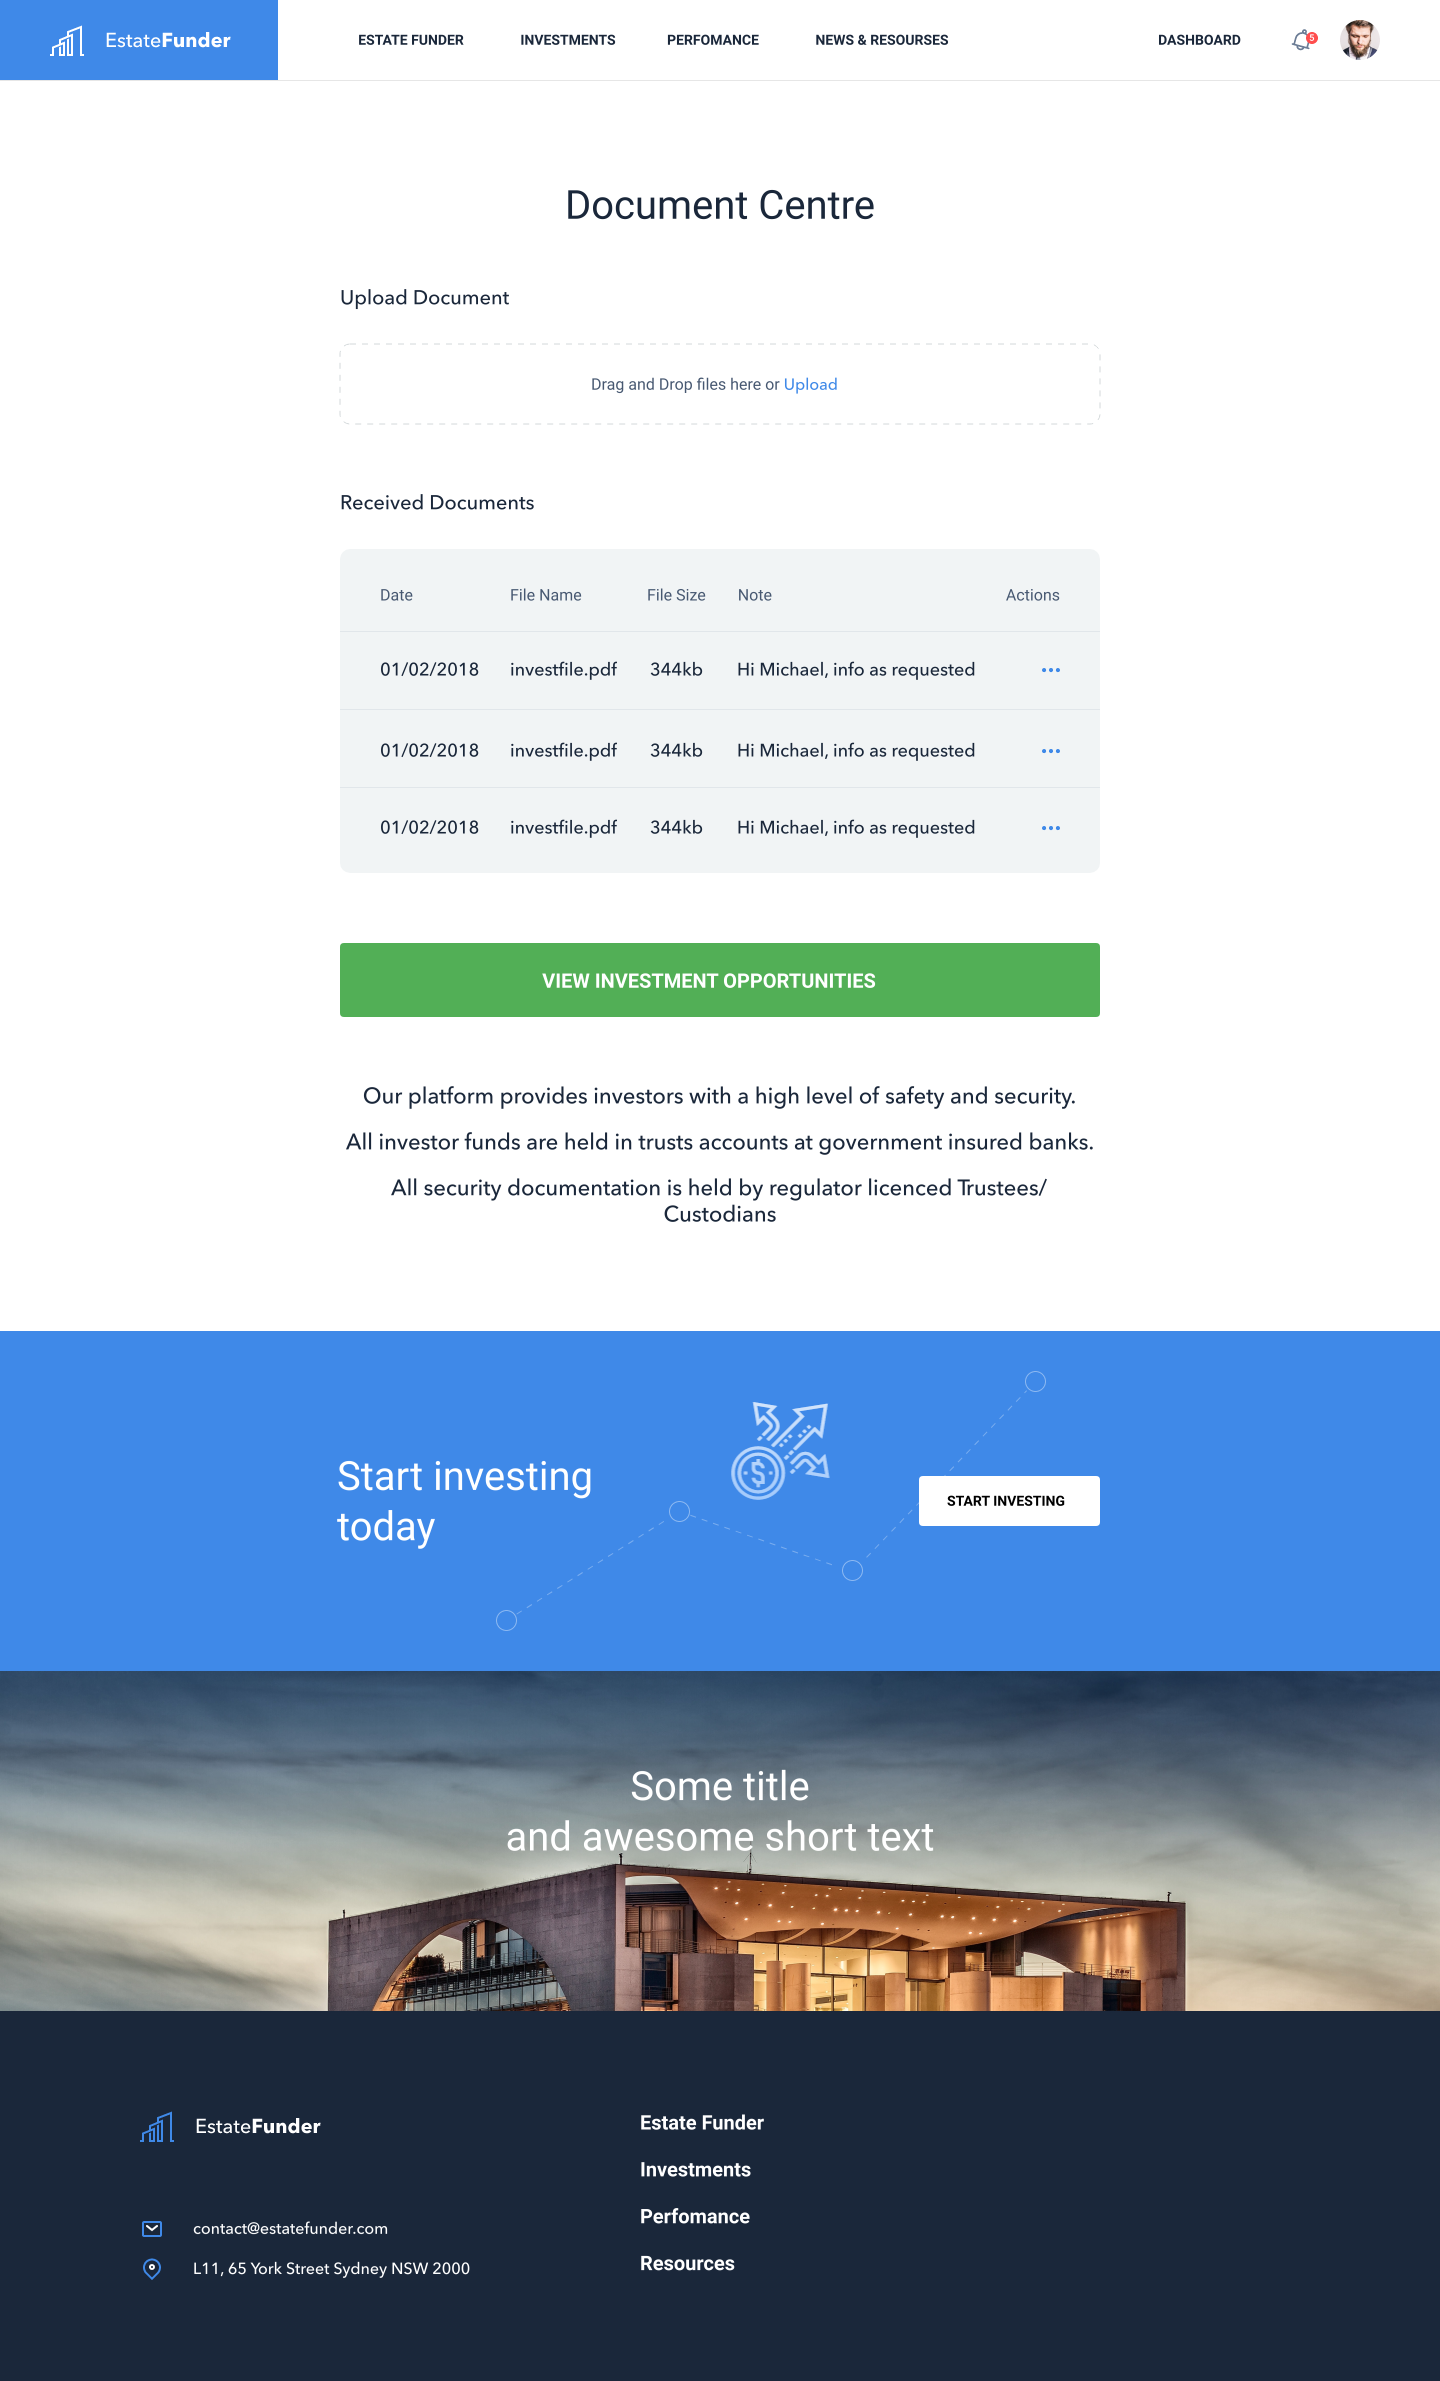 EstateFunder
ESTATE FUNDER
INVESTMENTS
PERFOMANCE
NEWS & RESOURSES
DASHBOARD
5
Document Centre
Upload Document
Drag and Drop files here or Upload
Received Documents
Date File Name File Size Note Actions
01/02/2018 investfile.pdf 344kb Hi Michael, info as requested
01/02/2018 investfile.pdf 344kb Hi Michael, info as requested
01/02/2018 investfile.pdf 344kb Hi Michael, info as requested
VIEW INVESTMENT OPPORTUNITIES
Our platform provides investors with a high level of safety and security.
All investor funds are held in trusts accounts at government insured banks.
All security documentation is held by regulator licenced Trustees/
Custodians
Start investing
today
$
START INVESTING
Some title
and awesome short text
EstateFunder
contact@estatefunder.com
L11, 65 York Street Sydney NSW 2000
Estate Funder
Investments
Perfomance
Resources